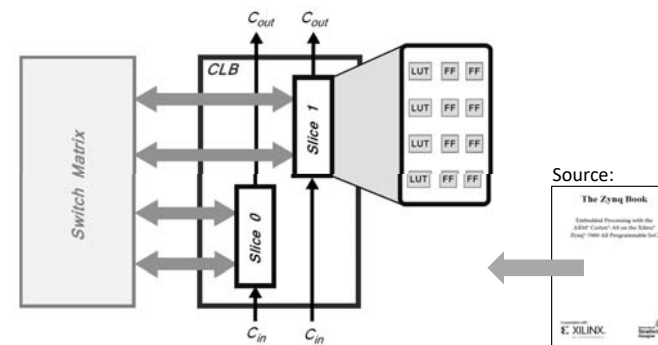 Cout
Cout
CLB
Switch Matrix
Slice 1
Slice 0
Cin
Cin
LUT FF FF
LUT FF FF
LUT FF FF
LUT FF FF
Source:
The Zynq Book
Embedded Processing with the
ARM® Cortex®-A9 on the Xilinx®
Zynq®-7000 All Programmable SoC
XILINX